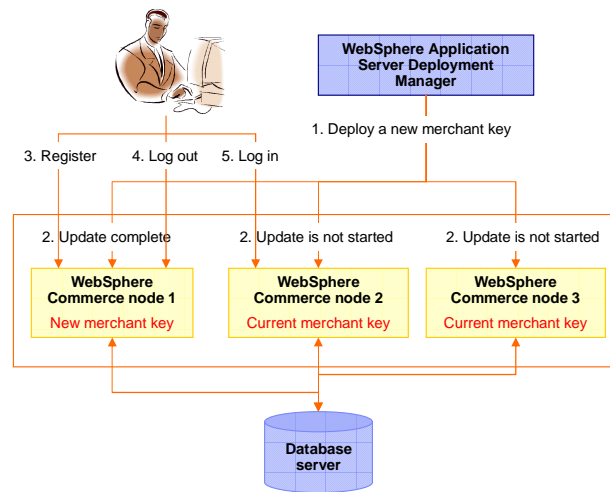 WebSphere Application
Server Deployment
Manager
1. Deploy a new merchant key
3. Register
4. Log out
5. Log in
2. Update complete
2. Update is not started
2. Update is not started
WebSphere
Commerce node 1
New merchant key
WebSphere
Commerce node 2
Current merchant key
WebSphere
Commerce node 3
Current merchant key
Database
server